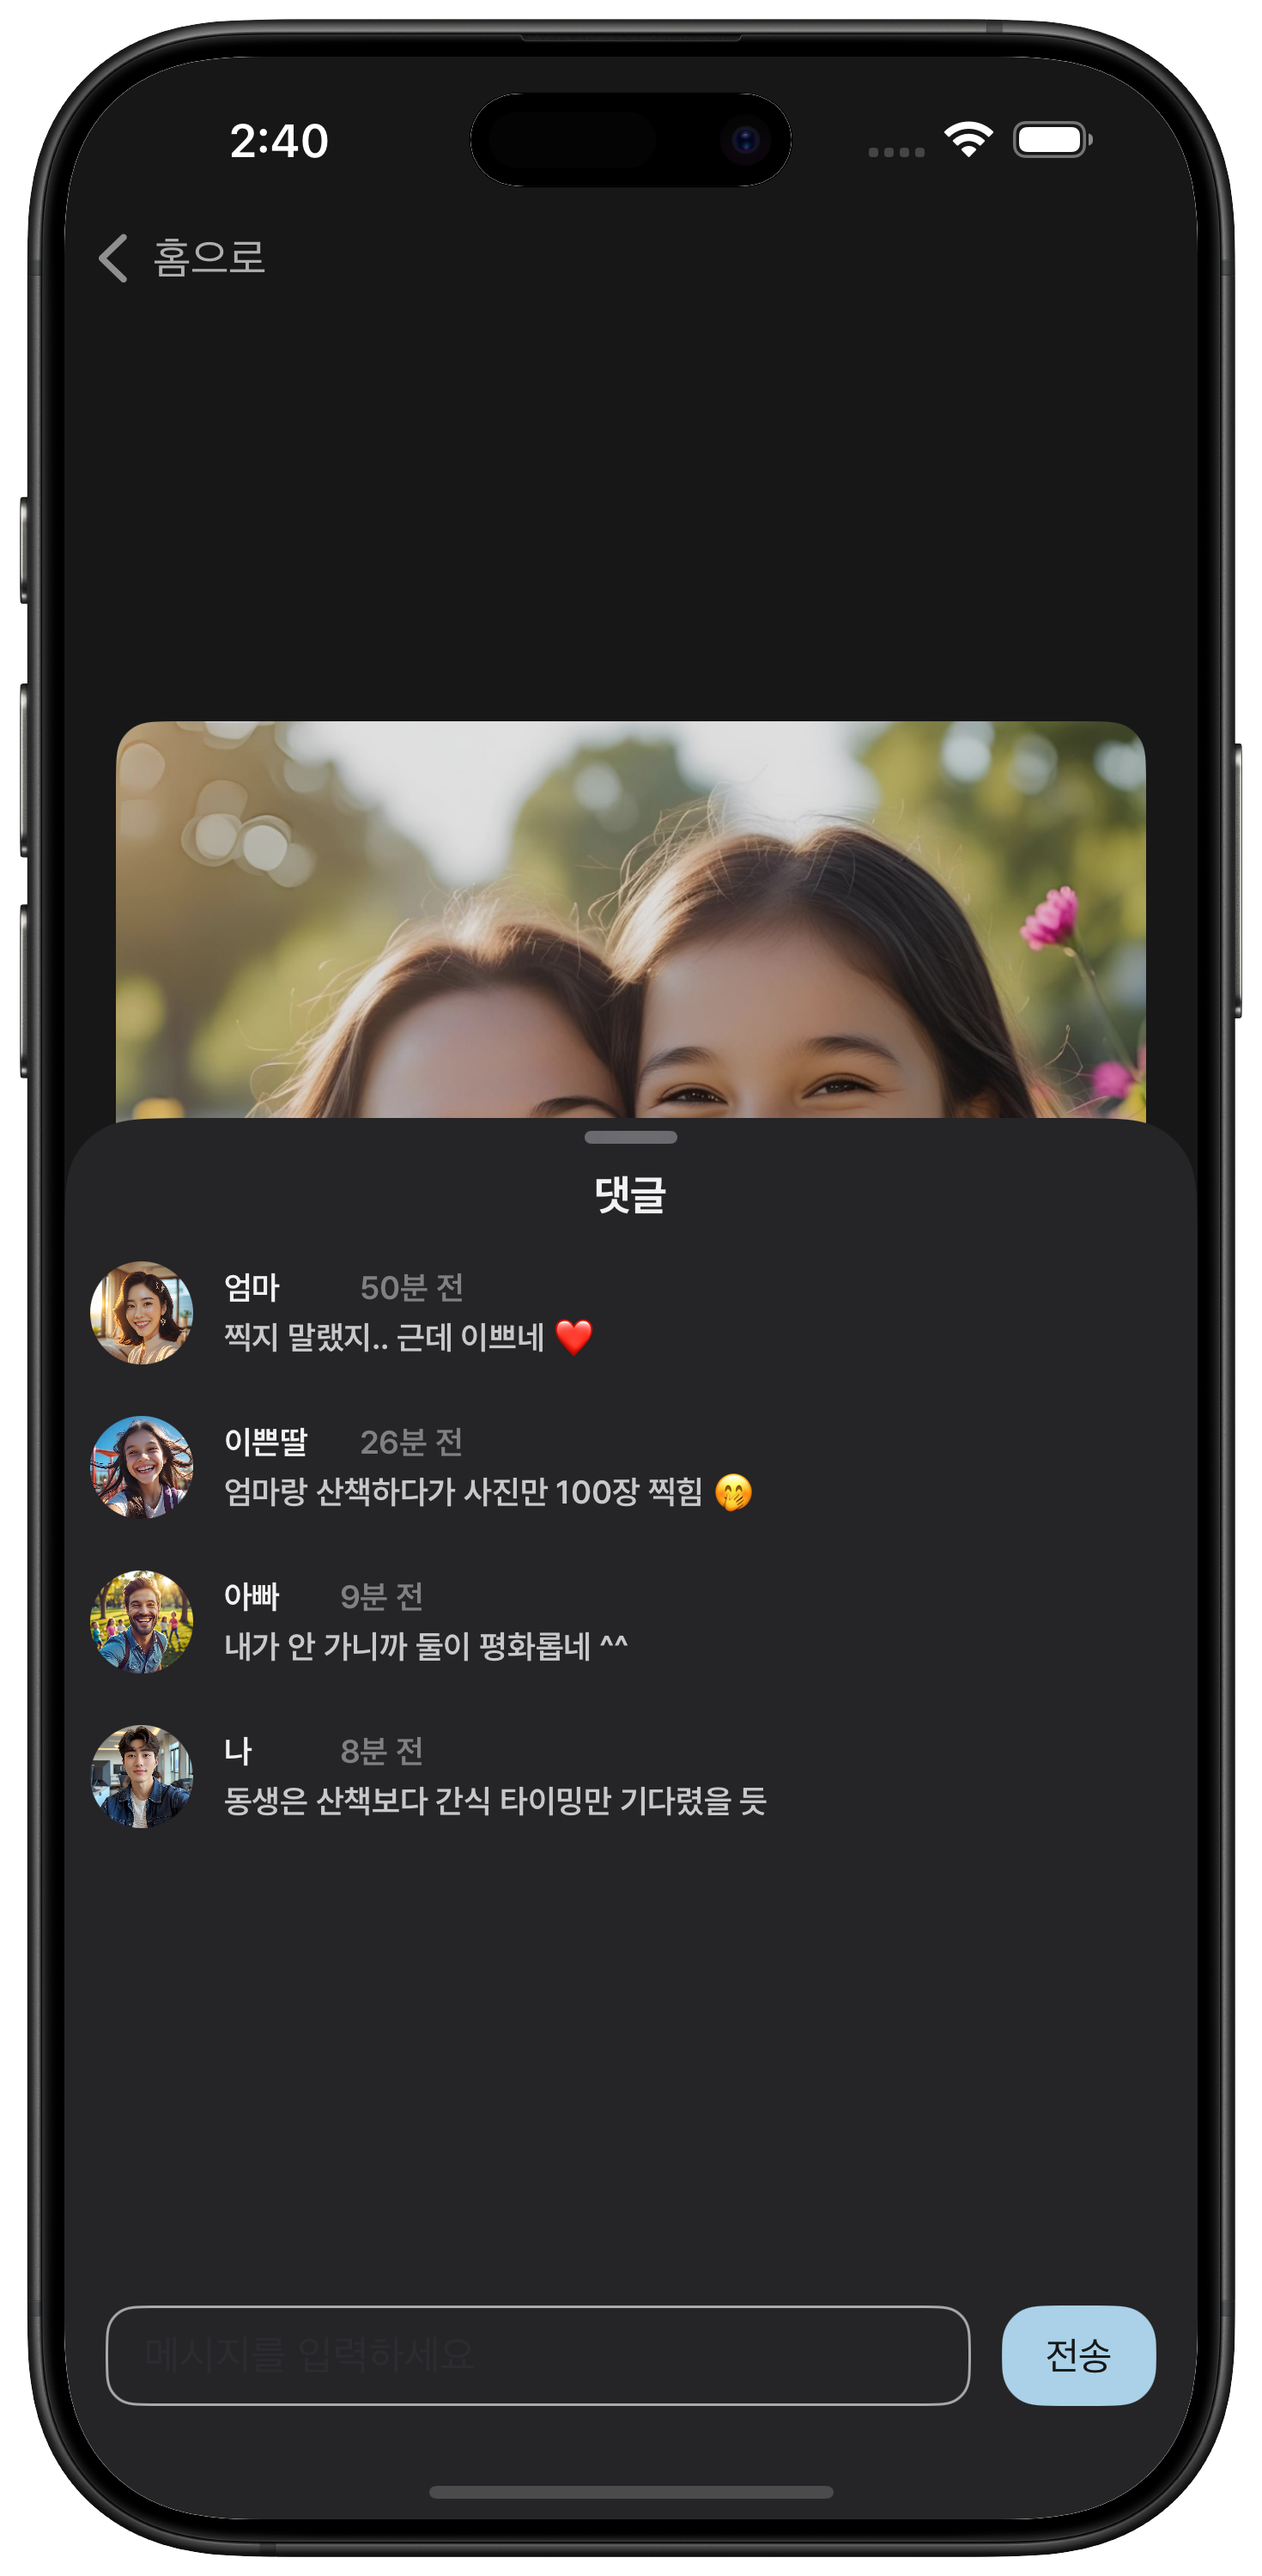 2:40
홈으로
댓글
엄마 50분 전
찍지 말랬지.. 근데 이쁘네 ❤️
이쁜딸 26분 전
엄마랑 산책하다가 사진만 100장 찍힘 🤭
아빠 9분 전
내가 안 가니까 둘이 평화롭네 ^^
나 8분 전
동생은 산책보다 간식 타이밍만 기다렸을 듯
메시지를 입력하세요
전송